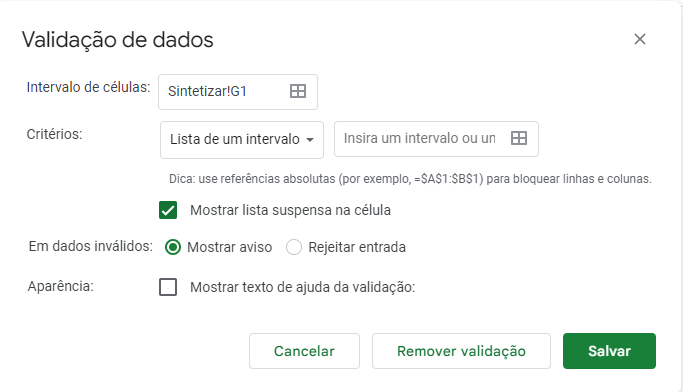 Validação de dados
Intervalo de células: Sintetizar!G1
Critérios: Lista de um intervalo Insira um intervalo ou un
Dica: use referências absolutas (por exemplo, =$A$1:$B$1) para bloquear linhas e colunas.
Mostrar lista suspensa na célula
Em dados inválidos: Mostrar aviso Rejeitar entrada
Aparência: Mostrar texto de ajuda da validação:
Cancelar Remover validação Salvar